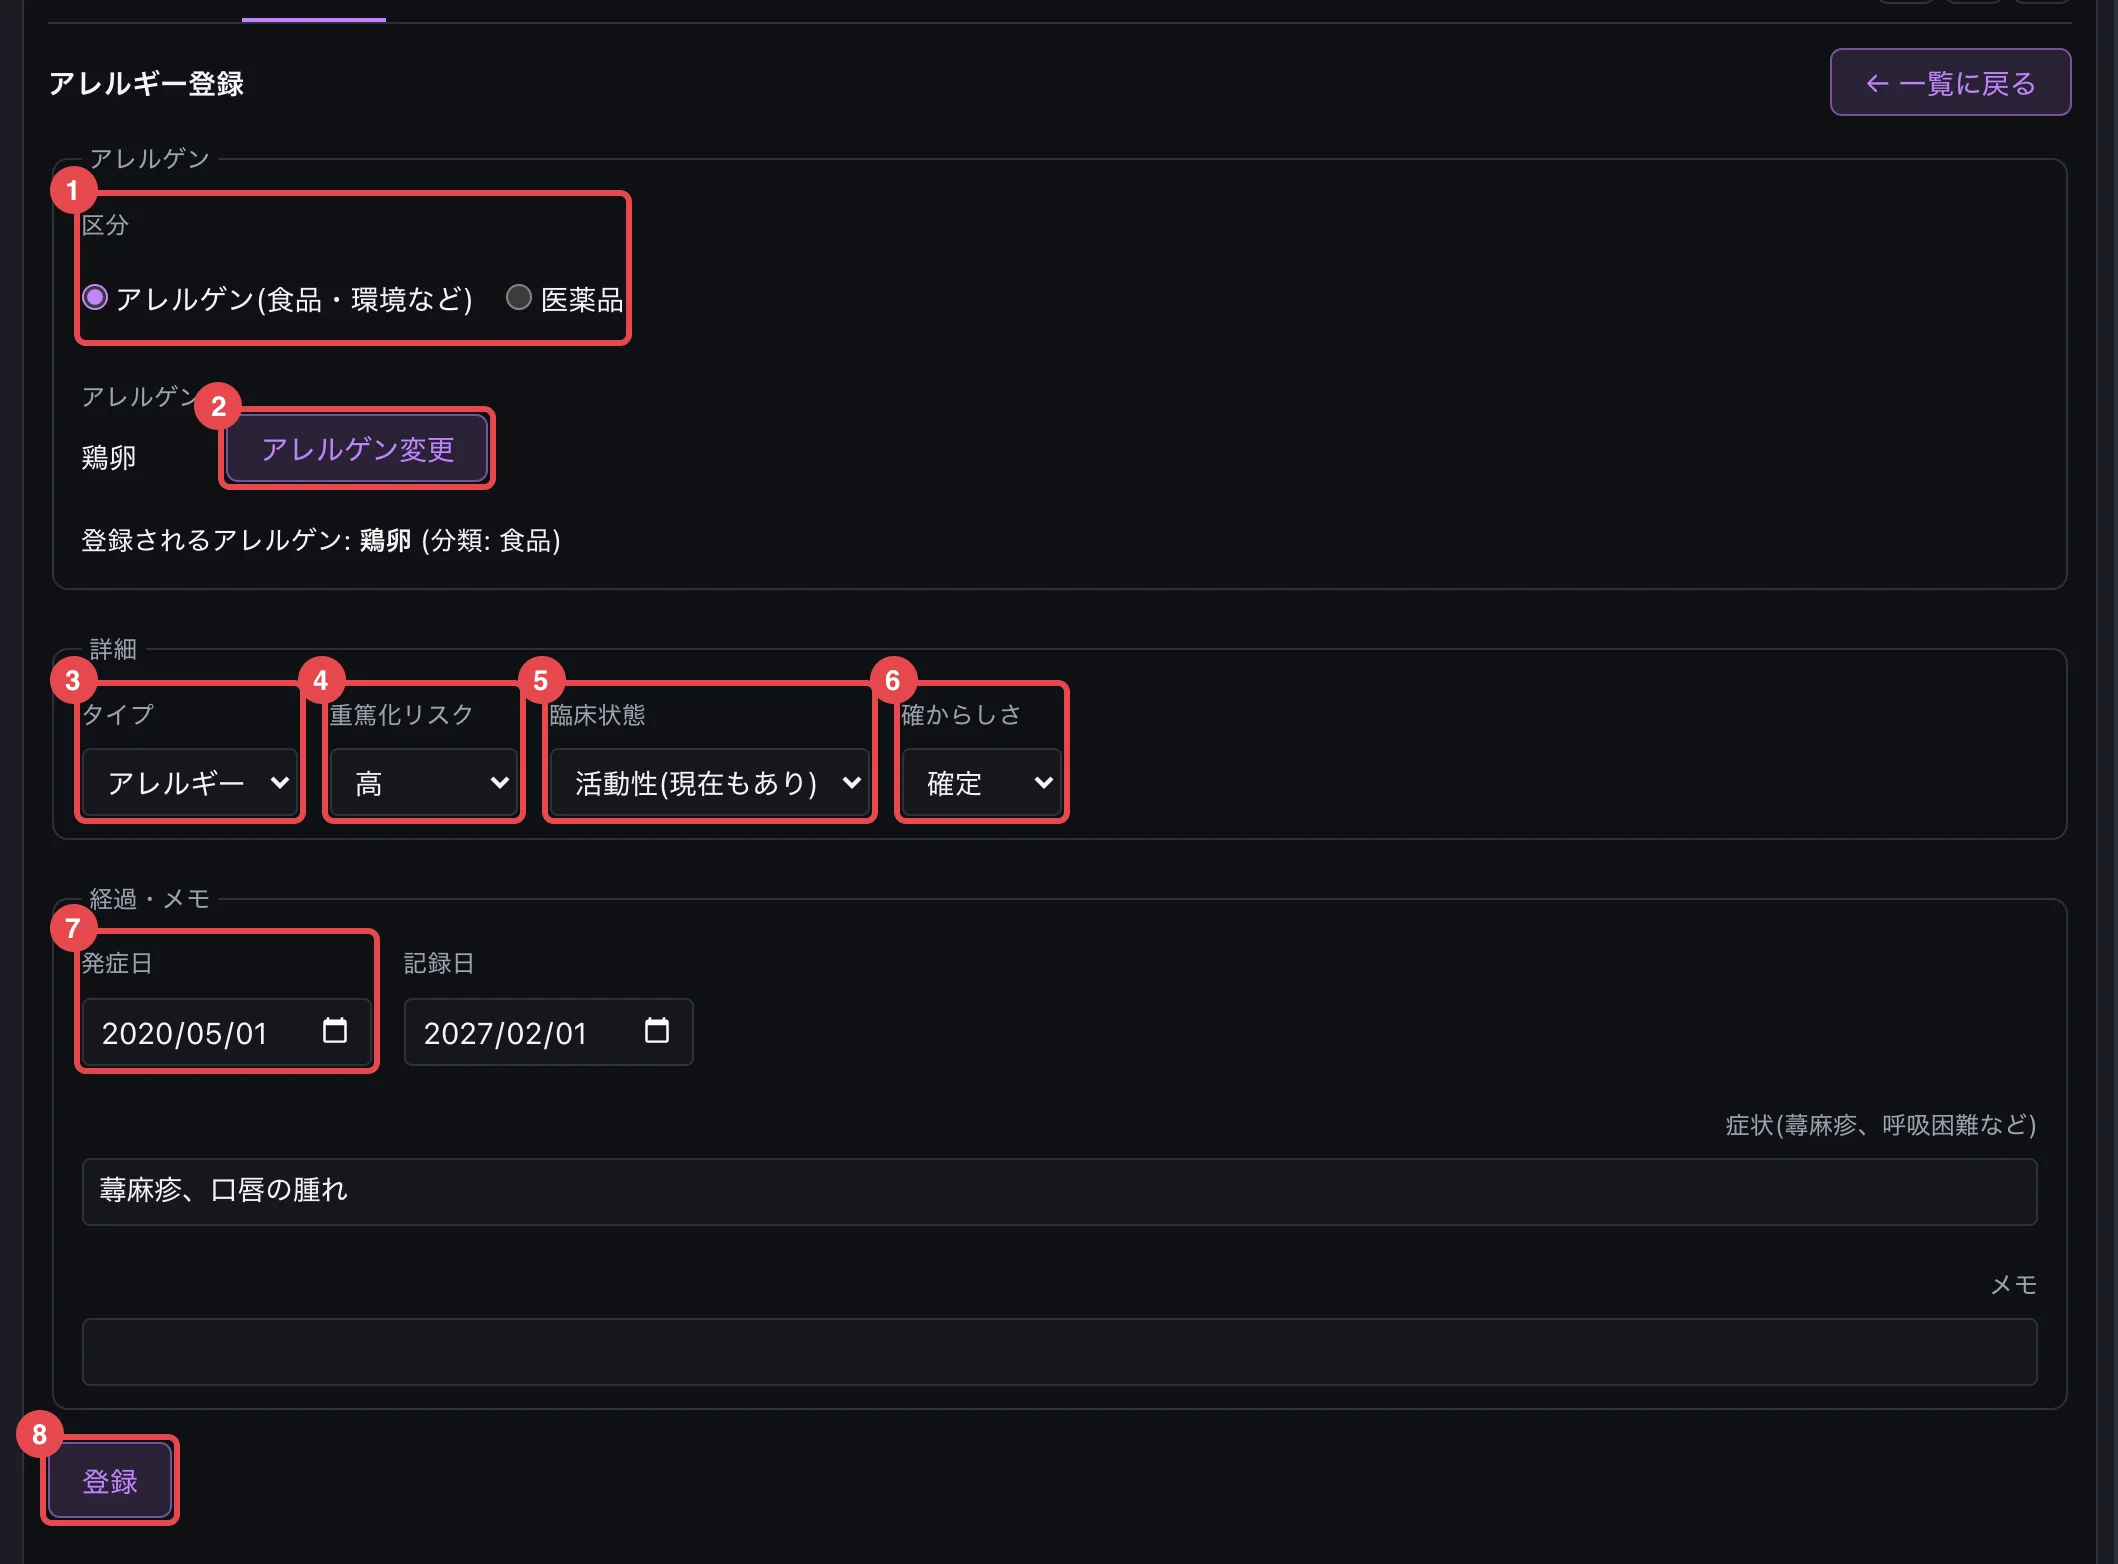 アレルギー登録
← 一覧に戻る
アレルゲン
1
区分
アレルゲン(食品・環境など) 医薬品
アレルゲン
2
鶏卵
アレルゲン変更
登録されるアレルゲン: 鶏卵 (分類: 食品)
詳細
3 4 5 6
タイプ 重篤化リスク 臨床状態 確からしさ
アレルギー 高 活動性(現在もあり) 確定
経過・メモ
7
発症日 記録日
2020/05/01 2027/02/01
症状(蕁麻疹、呼吸困難など)
蕁麻疹、口唇の腫れ
メモ
8
登録